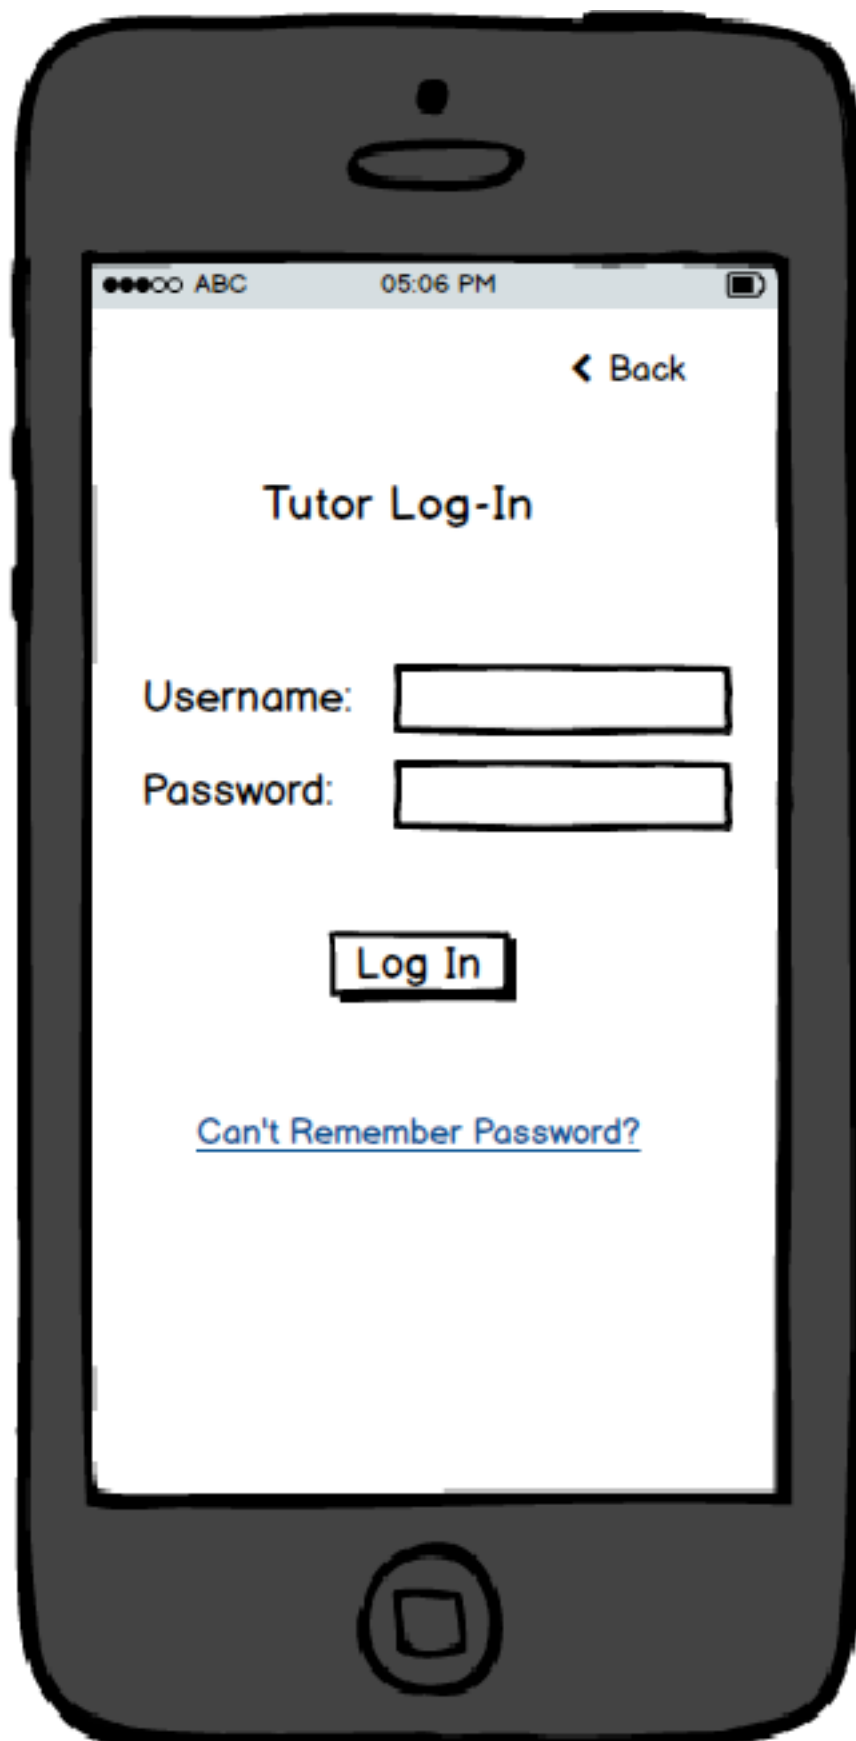 ABC 05:06 PM
Back
Tutor Log-In
Username:
Password:
Log In
Can't Remember Password?